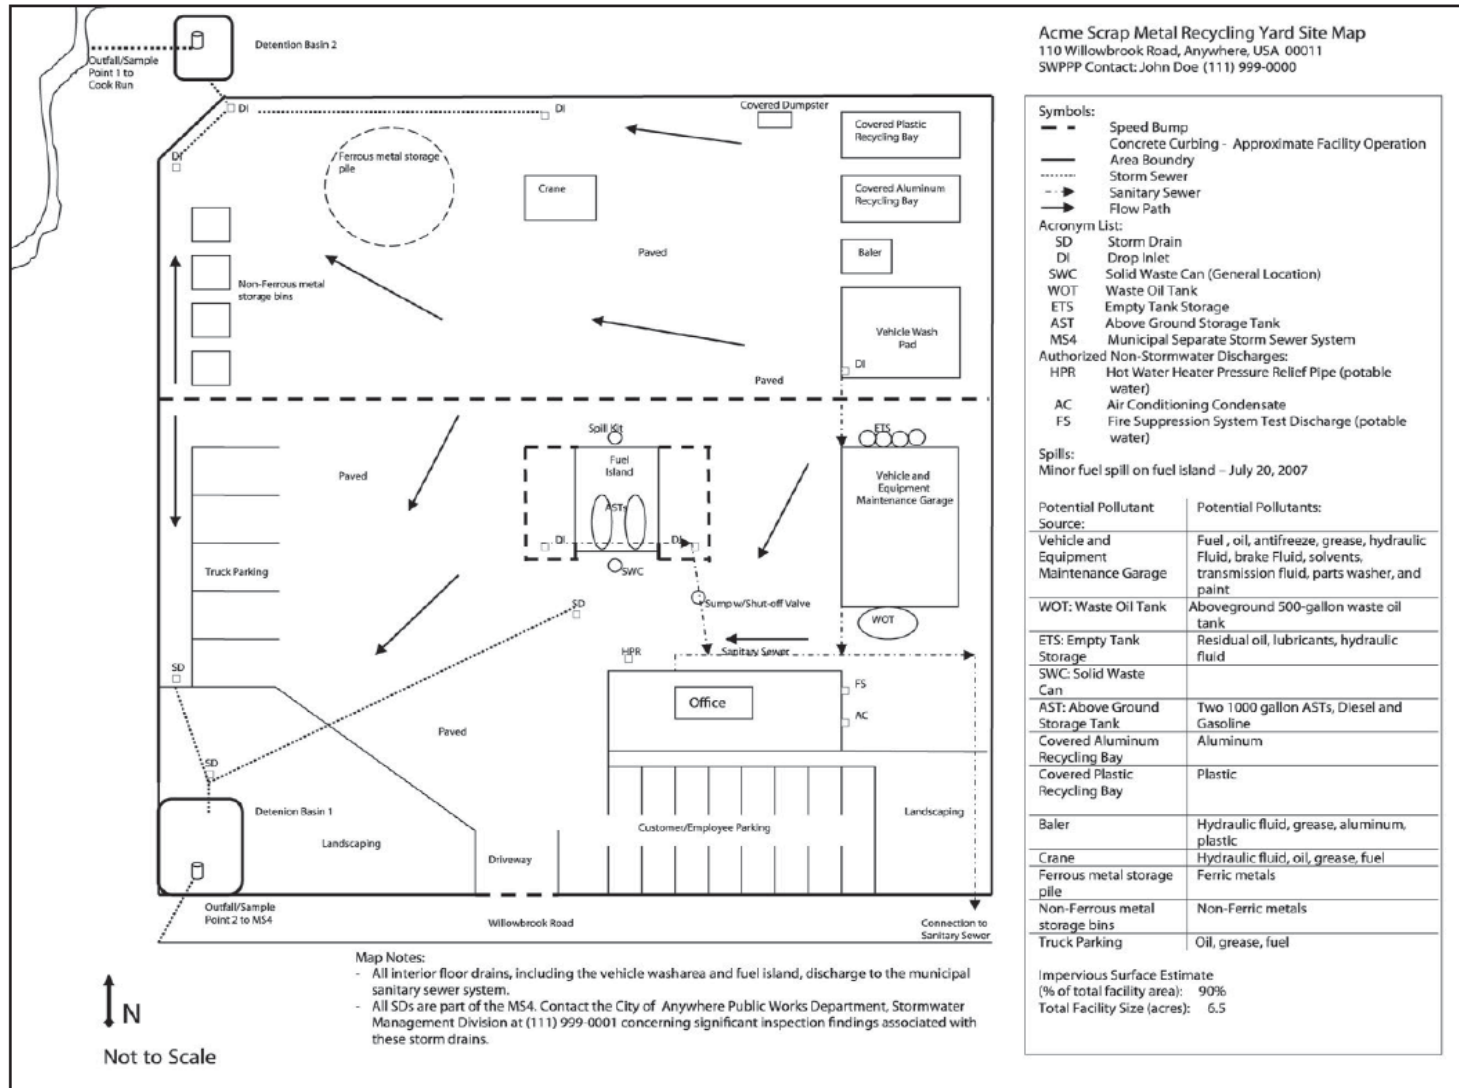 Acme Scrap Metal Recycling Yard Site Map
110 Willowbrook Road, Anywhere, USA 00011
SWPPP Contact: John Doe (111) 999-0000
Detention Basin 2
Outfall/Sample
Point 1 to
Cook Run
DI
DI
DI
Covered Dumpster
Covered Plastic
Recycling Bay
Ferrous metal storage
pile
Crane
Covered Aluminum
Recycling Bay
Paved
Baler
Non-Ferrous metal
storage bins
Vehicle Wash
Pad
DI
Paved
Spill Kit
ETS
Fuel
Island
Paved
Vehicle and
Equipment
Maintenance Garage
ASTs
DI
DI
Truck Parking
SWC
SD
Sump w/Shut-off Valve
WOT
HPR
Sanitary Sewer
SD
FS
Office
AC
Paved
SD
Detenion Basin 1
Landscaping
Customer/Employee Parking
Landscaping
Driveway
Outfall/Sample
Point 2 to MS4
Willowbrook Road
Connection to
Sanitary Sewer
Map Notes:
- All interior floor drains, including the vehicle washarea and fuel island, discharge to the municipal
sanitary sewer system.
- All SDs are part of the MS4. Contact the City of Anywhere Public Works Department, Stormwater
Management Division at (111) 999-0001 concerning significant inspection findings associated with
these storm drains.
N
Not to Scale
Symbols:
Speed Bump
Concrete Curbing - Approximate Facility Operation
Area Boundry
Storm Sewer
Sanitary Sewer
Flow Path
Acronym List:
SD Storm Drain
DI Drop Inlet
SWC Solid Waste Can (General Location)
WOT Waste Oil Tank
ETS Empty Tank Storage
AST Above Ground Storage Tank
MS4 Municipal Separate Storm Sewer System
Authorized Non-Stormwater Discharges:
HPR Hot Water Heater Pressure Relief Pipe (potable
water)
AC Air Conditioning Condensate
FS Fire Suppression System Test Discharge (potable
water)
Spills:
Minor fuel spill on fuel island – July 20, 2007
Potential Pollutant
Source:
Potential Pollutants:
Vehicle and
Equipment
Maintenance Garage
Fuel , oil, antifreeze, grease, hydraulic
Fluid, brake Fluid, solvents,
transmission fluid, parts washer, and
paint
WOT: Waste Oil Tank
Aboveground 500-gallon waste oil
tank
ETS: Empty Tank
Storage
Residual oil, lubricants, hydraulic
fluid
SWC: Solid Waste
Can
AST: Above Ground
Storage Tank
Two 1000 gallon ASTs, Diesel and
Gasoline
Covered Aluminum
Recycling Bay
Aluminum
Covered Plastic
Recycling Bay
Plastic
Baler
Hydraulic fluid, grease, aluminum,
plastic
Crane
Hydraulic fluid, oil, grease, fuel
Ferrous metal storage
pile
Ferric metals
Non-Ferrous metal
storage bins
Non-Ferric metals
Truck Parking
Oil, grease, fuel
Impervious Surface Estimate
(% of total facility area): 90%
Total Facility Size (acres): 6.5